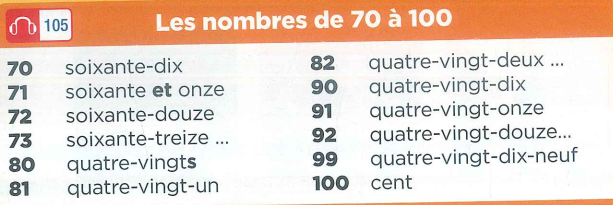 105 Les nombres de 70 à 100
70 soixante-dix
71 soixante et onze
72 soixante-douze
73 soixante-treize ...
80 quatre-vingts
81 quatre-vingt-un
82 quatre-vingt-deux ...
90 quatre-vingt-dix
91 quatre-vingt-onze
92 quatre-vingt-douze...
99 quatre-vingt-dix-neuf
100 cent